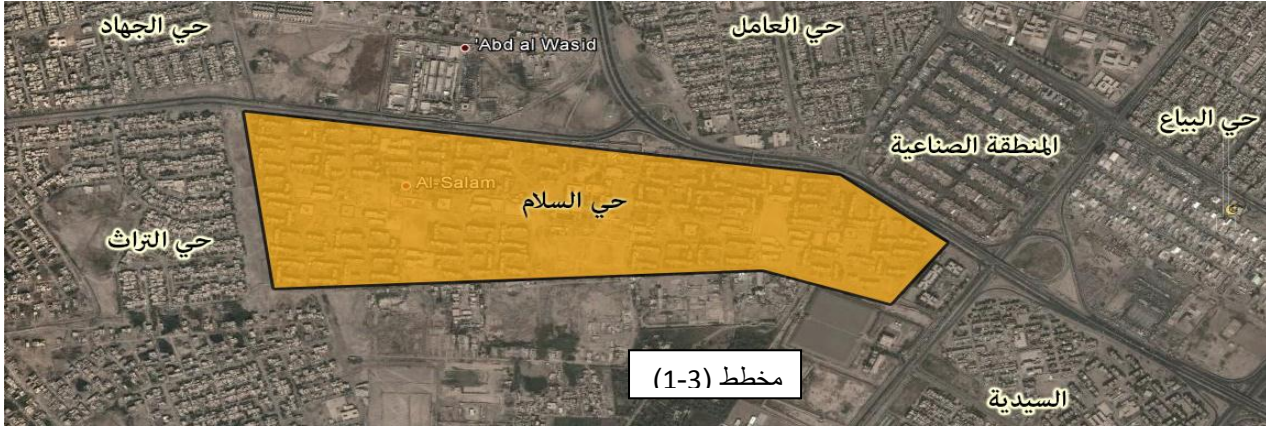 حي العامل
حي الجهاد
'Abd al Wasid
حي البياع
المنطقة الصناعية
Al-Salam
حي السلام
حي التراث
مخطط (3-1)
السيدية